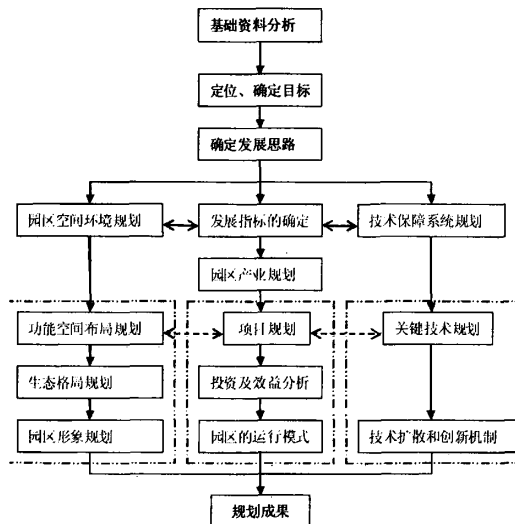 基础资料分析
定位、确定目标
确定发展思路
园区空间环境规划
发展指标的确定
技术保障系统规划
园区产业规划
功能空间布局规划
项目规划
关键技术规划
生态格局规划
投资及效益分析
园区形象规划
园区的运行模式
技术扩散和创新机制
规划成果